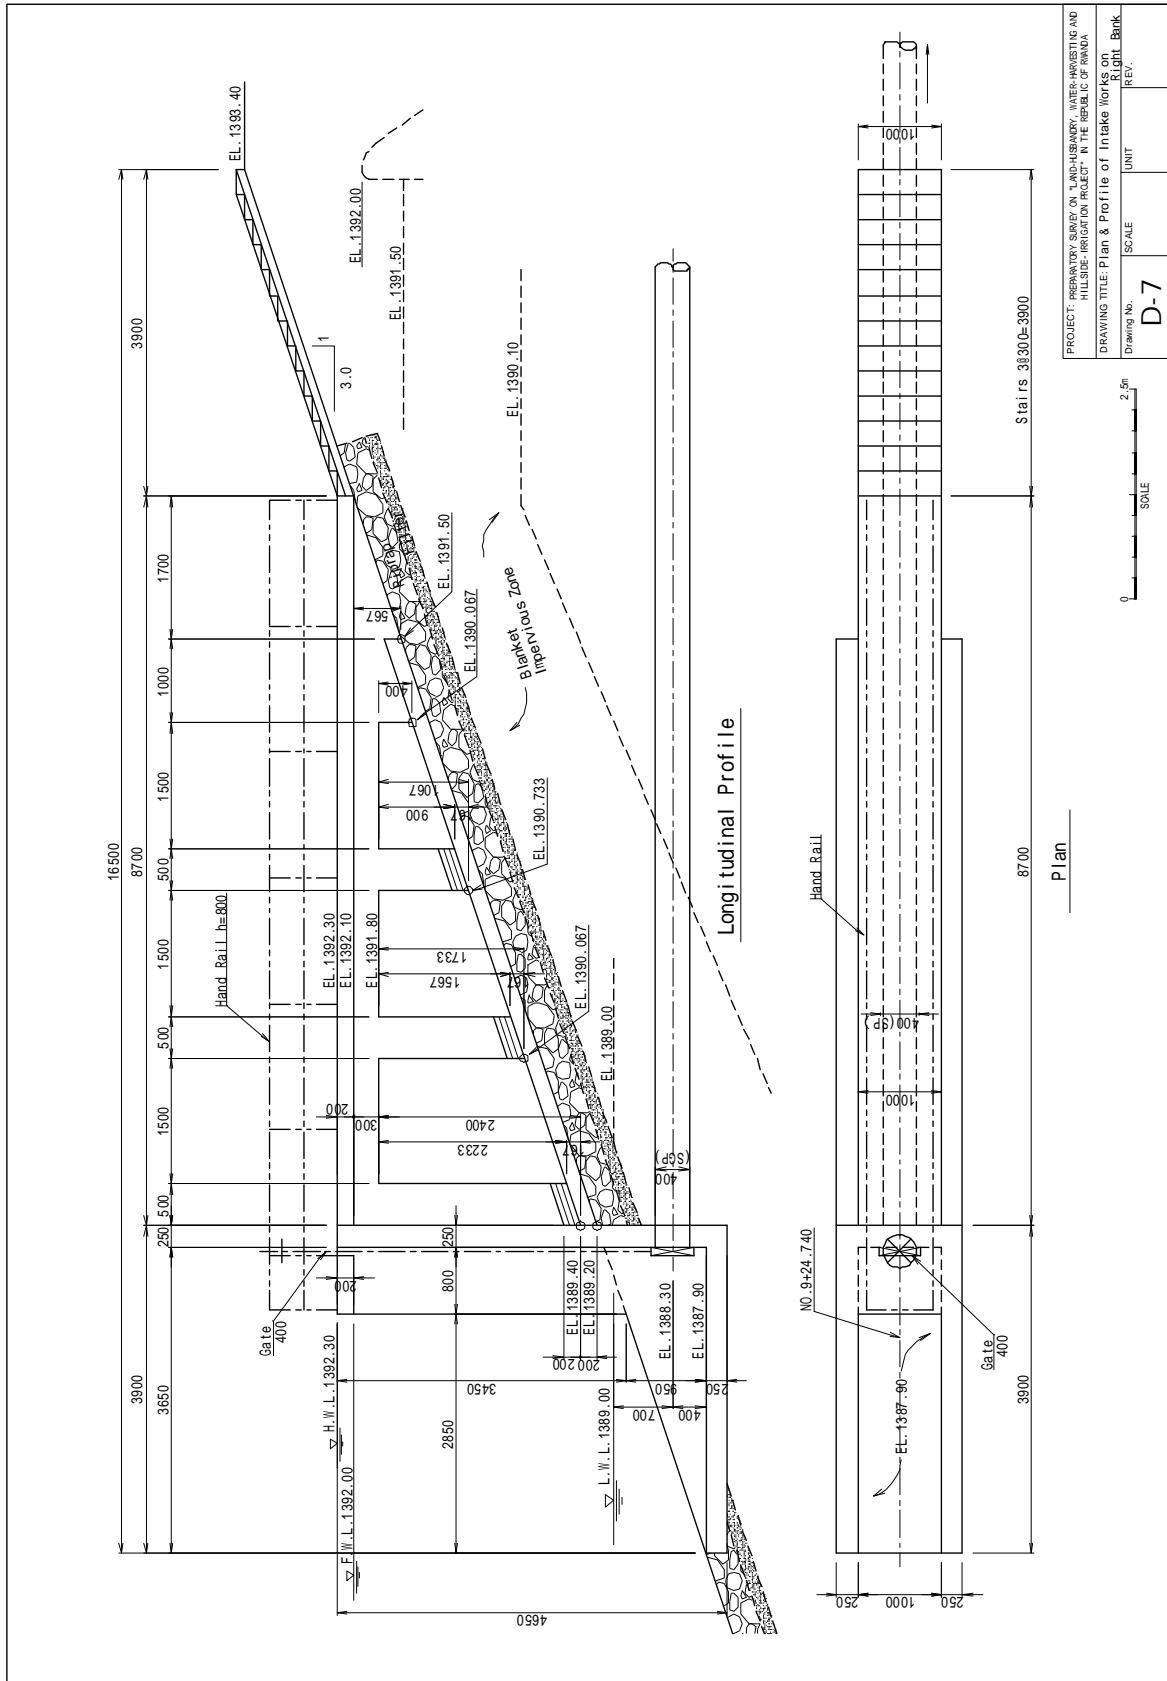 16500
3900
8700
3900
3650
250
500
1500
500
1500
500
1500
1000
1700
3900
EL.1393.40
Hand Rail h=800
1
3.0
EL.1392.00
EL.1391.50
EL.1390.10
EL.1392.30
EL.1392.10
EL.1391.80
Riprap
567
400
EL.1391.50
EL.1390.067
1067
900
167
EL.1390.733
1733
1567
67
EL.1390.067
EL.1389.00
200
300
2400
2233
167
Blanket
Impervious Zone
Gate
400
200
250
800
2850
H.W.L.1392.30
F.W.L.1392.00
L.W.L.1389.00
EL.1389.40
EL.1389.20
EL.1388.30
EL.1387.90
200
200
3450
950
250
700
400
4650
400
(SGP)
Longitudinal Profile
Hand Rail
400(SP)
1000
1000
NO.9+24.740
EL.1387.90
Gate
400
250
1000
250
3900
8700
Stairs 3@300=3900
Plan
0
2.5m
SCALE
PROJECT: PREPARATORY SURVEY ON "LAND-HUSBANDRY, WATER-HARVESTING AND
HILLSIDE-IRRIGATION PROJECT" IN THE REPUBLIC OF RWANDA
DRAWING TITLE: Plan & Profile of Intake Works on
Right Bank
Drawing No.
D-7
SCALE
UNIT
REV.